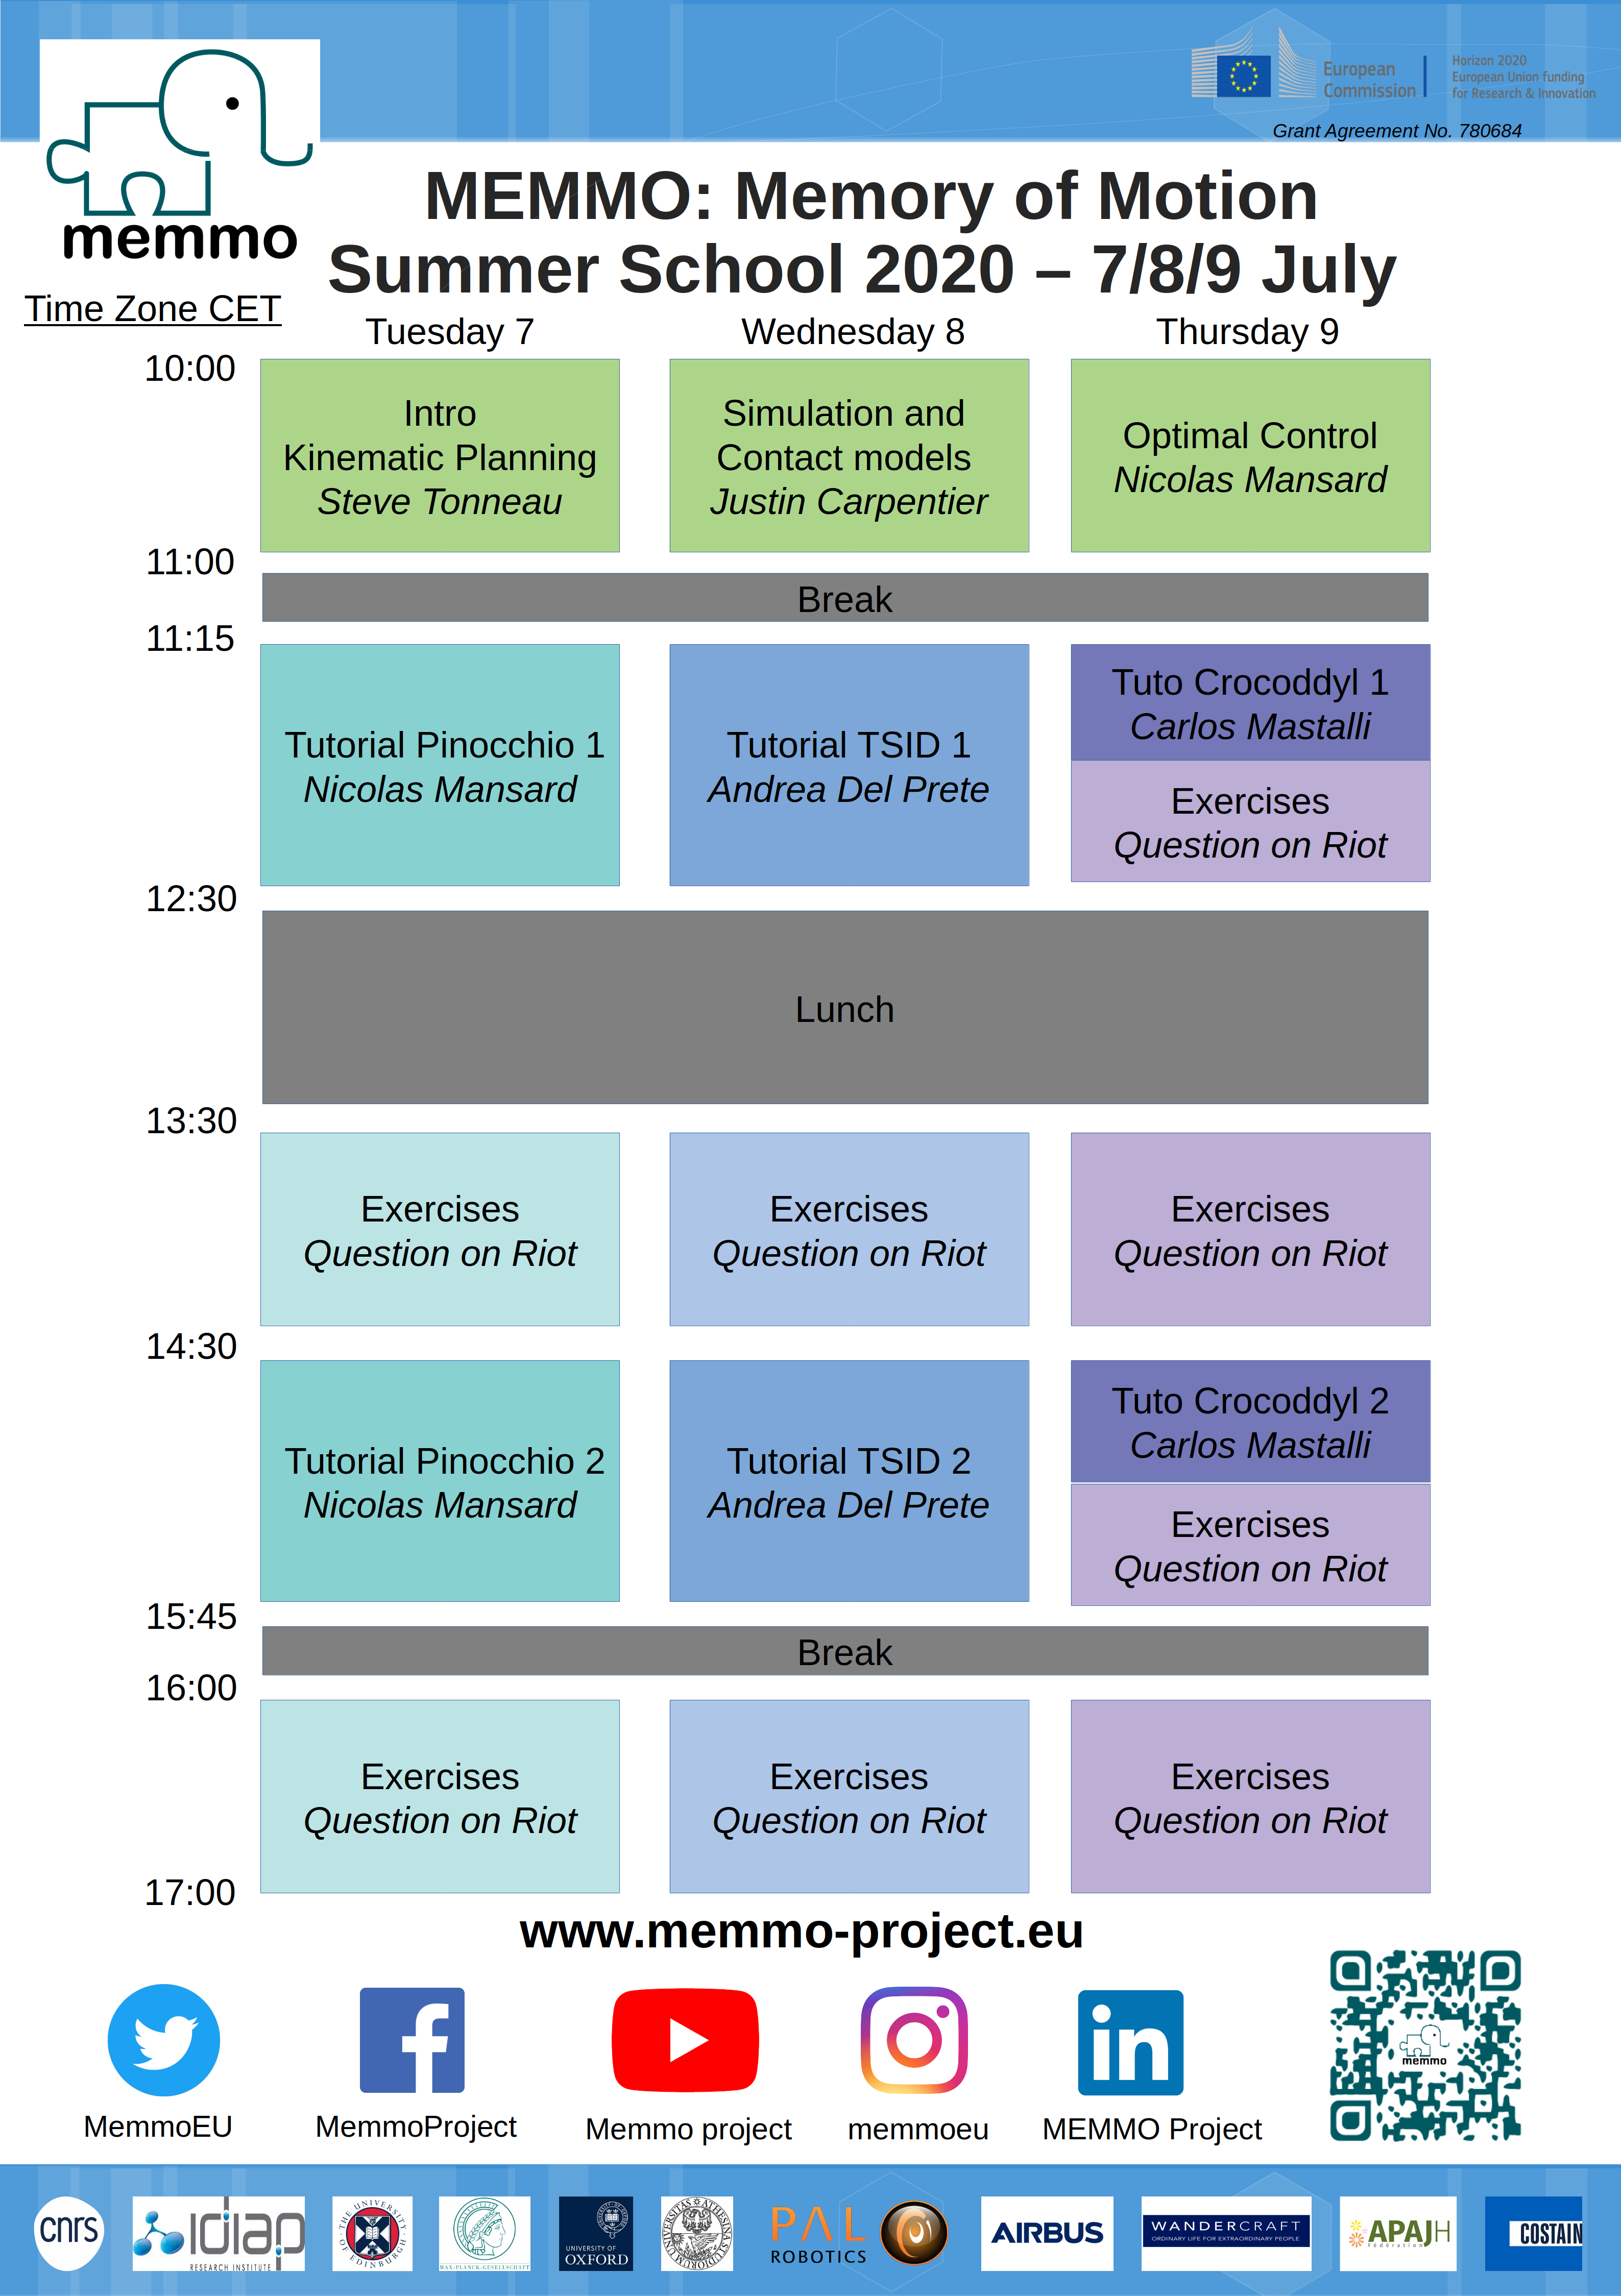 European
Commission
Horizon 2020
European Union funding
for Research & Innovation
Grant Agreement No. 780684
memmo
MEMMO: Memory of Motion
Summer School 2020 – 7/8/9 July
Time Zone CET
Tuesday 7
Wednesday 8
Thursday 9
10:00
Intro
Kinematic Planning
Steve Tonneau
Simulation and
Contact models
Justin Carpentier
Optimal Control
Nicolas Mansard
11:00
Break
11:15
Tutorial Pinocchio 1
Nicolas Mansard
Tutorial TSID 1
Andrea Del Prete
Tuto Crocoddyl 1
Carlos Mastalli
Exercises
Question on Riot
12:30
Lunch
13:30
Exercises
Question on Riot
Exercises
Question on Riot
Exercises
Question on Riot
14:30
Tutorial Pinocchio 2
Nicolas Mansard
Tutorial TSID 2
Andrea Del Prete
Tuto Crocoddyl 2
Carlos Mastalli
Exercises
Question on Riot
15:45
Break
16:00
Exercises
Question on Riot
Exercises
Question on Riot
Exercises
Question on Riot
17:00
www.memmo-project.eu
memmo
MemmoEU
MemmoProject
Memmo project
memmoeu
MEMMO Project
cnrs
idiap
RESEARCH INSTITUTE
THE UNIVERSITY OF EDINBURGH
MAX-PLANCK-GESELLSCHAFT
UNIVERSITY OF
OXFORD
PAL
ROBOTICS
AIRBUS
WANDERCRAFT
ORDINARY LIFE FOR EXTRAORDINARY PEOPLE
APAJH
Fédération
COSTAIN